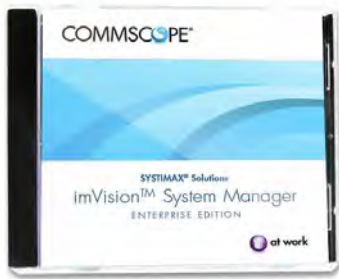 COMMSCOPE®
SYSTIMAX® Solutions
imVision™ System Manager
ENTERPRISE EDITION
at work